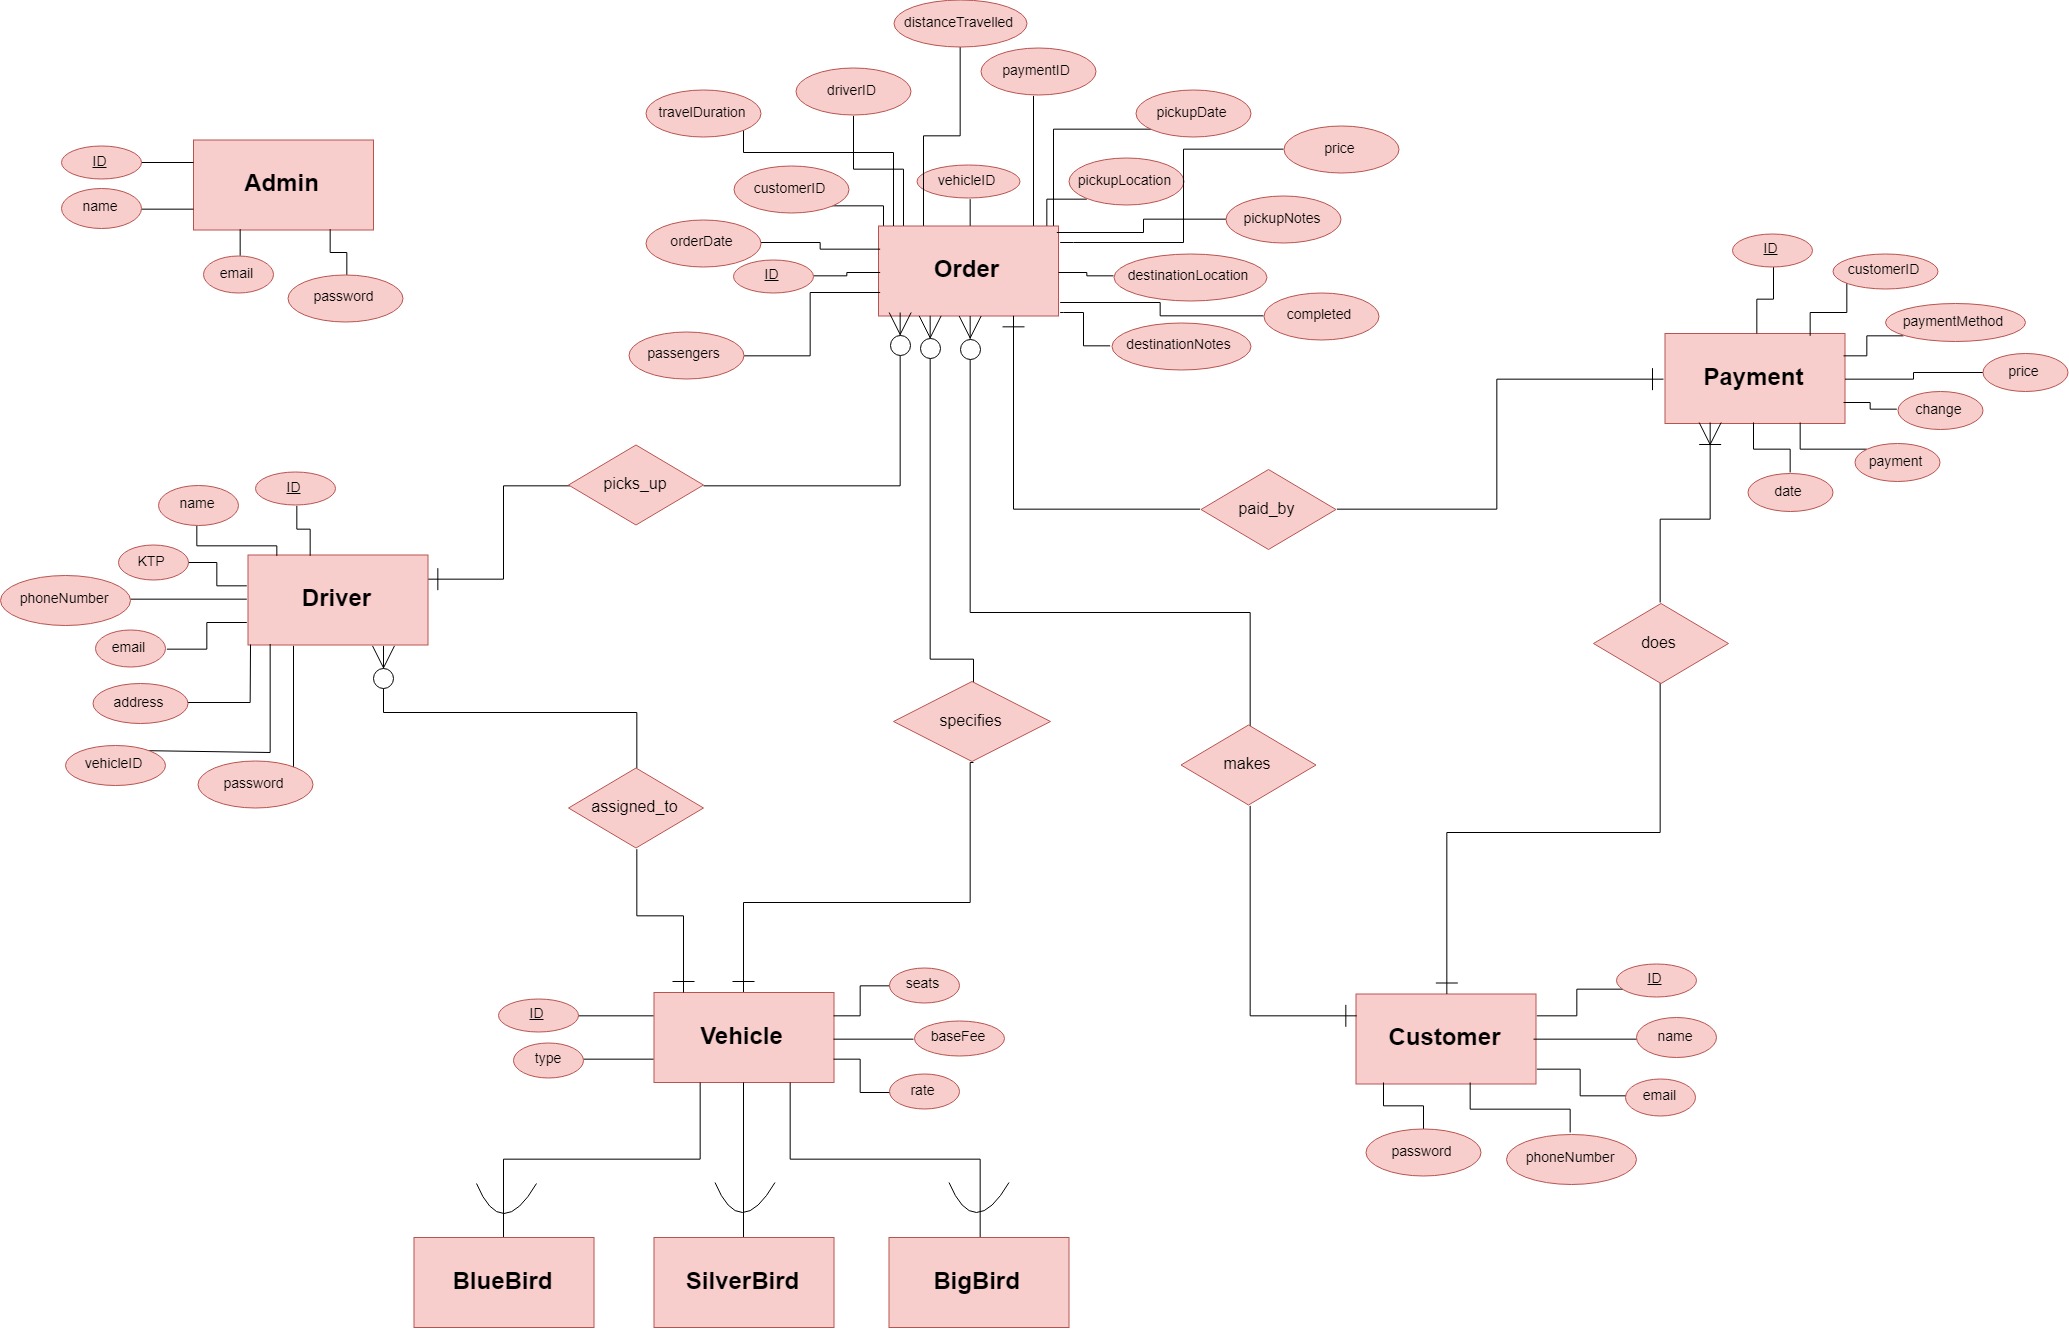 distanceTravelled
paymentID
driverID
travelDuration
pickupDate
price
customerID
vehicleID
pickupLocation
pickupNotes
orderDate
ID
Order
destinationLocation
completed
destinationNotes
passengers
ID
Admin
name
email
password
ID
customerID
paymentMethod
Payment
price
change
payment
date
picks_up
paid_by
name
ID
KTP
Driver
phoneNumber
email
address
vehicleID
password
does
specifies
makes
assigned_to
seats
ID
Vehicle
baseFee
type
rate
ID
Customer
name
email
password
phoneNumber
BlueBird
SilverBird
BigBird